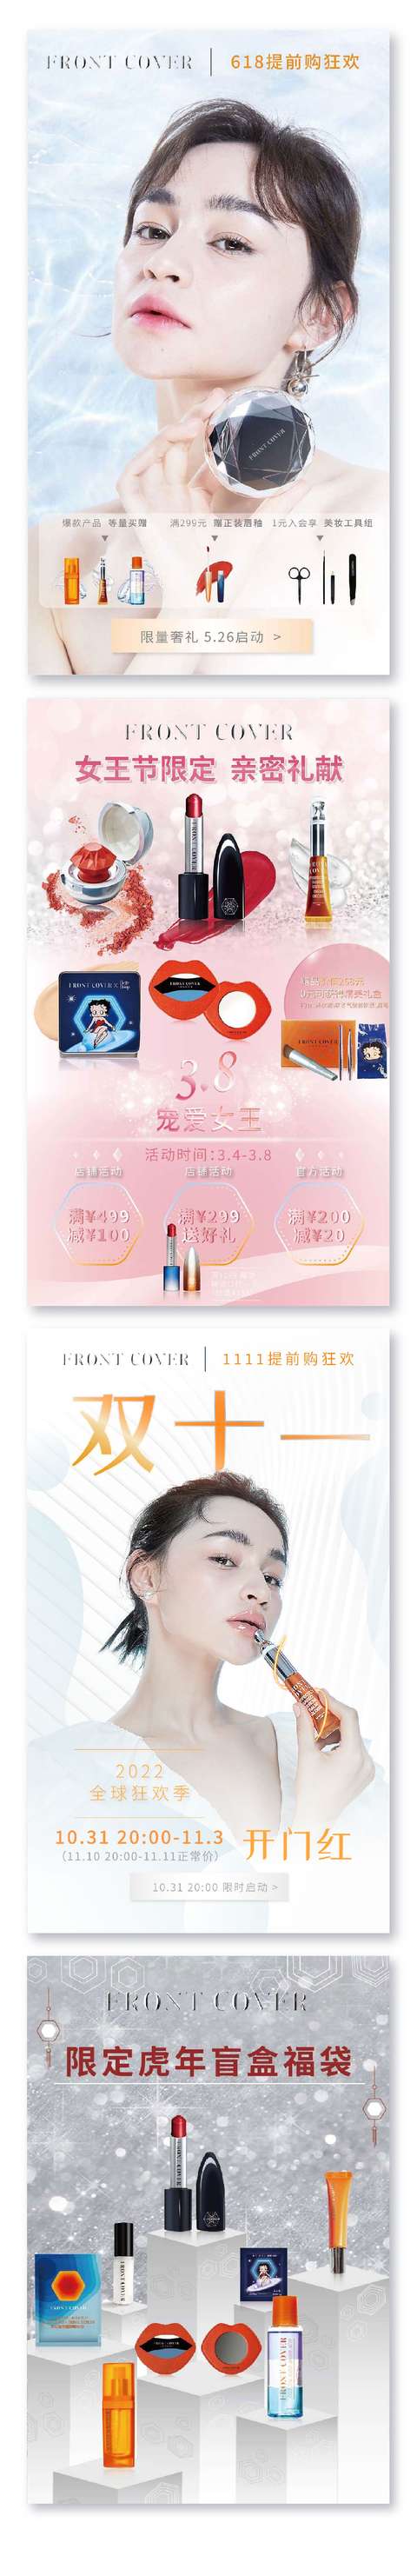 FRONT COVER
618提前购狂欢
FRONT COVER
爆款产品 等量买赠
满299元 赠正装唇釉
1元入会享 美妆工具组
限量奢礼 5.26启动 >
FRONT COVER
女王节限定 亲密礼献
FRONT COVER
3.8
宠爱女王
活动时间:3.4-3.8
店铺活动
店铺活动
官方活动
满¥499
减¥100
满¥299
送好礼
满¥200
减¥20
FRONT COVER
1111提前购狂欢
双十一
2022
全球狂欢季
10.31 20:00-11.3
(11.10 20:00-11.11正常价)
开门红
10.31 20:00 限时启动 >
FRONT COVER
限定虎年盲盒福袋
FRONT COVER
FRONT COVER